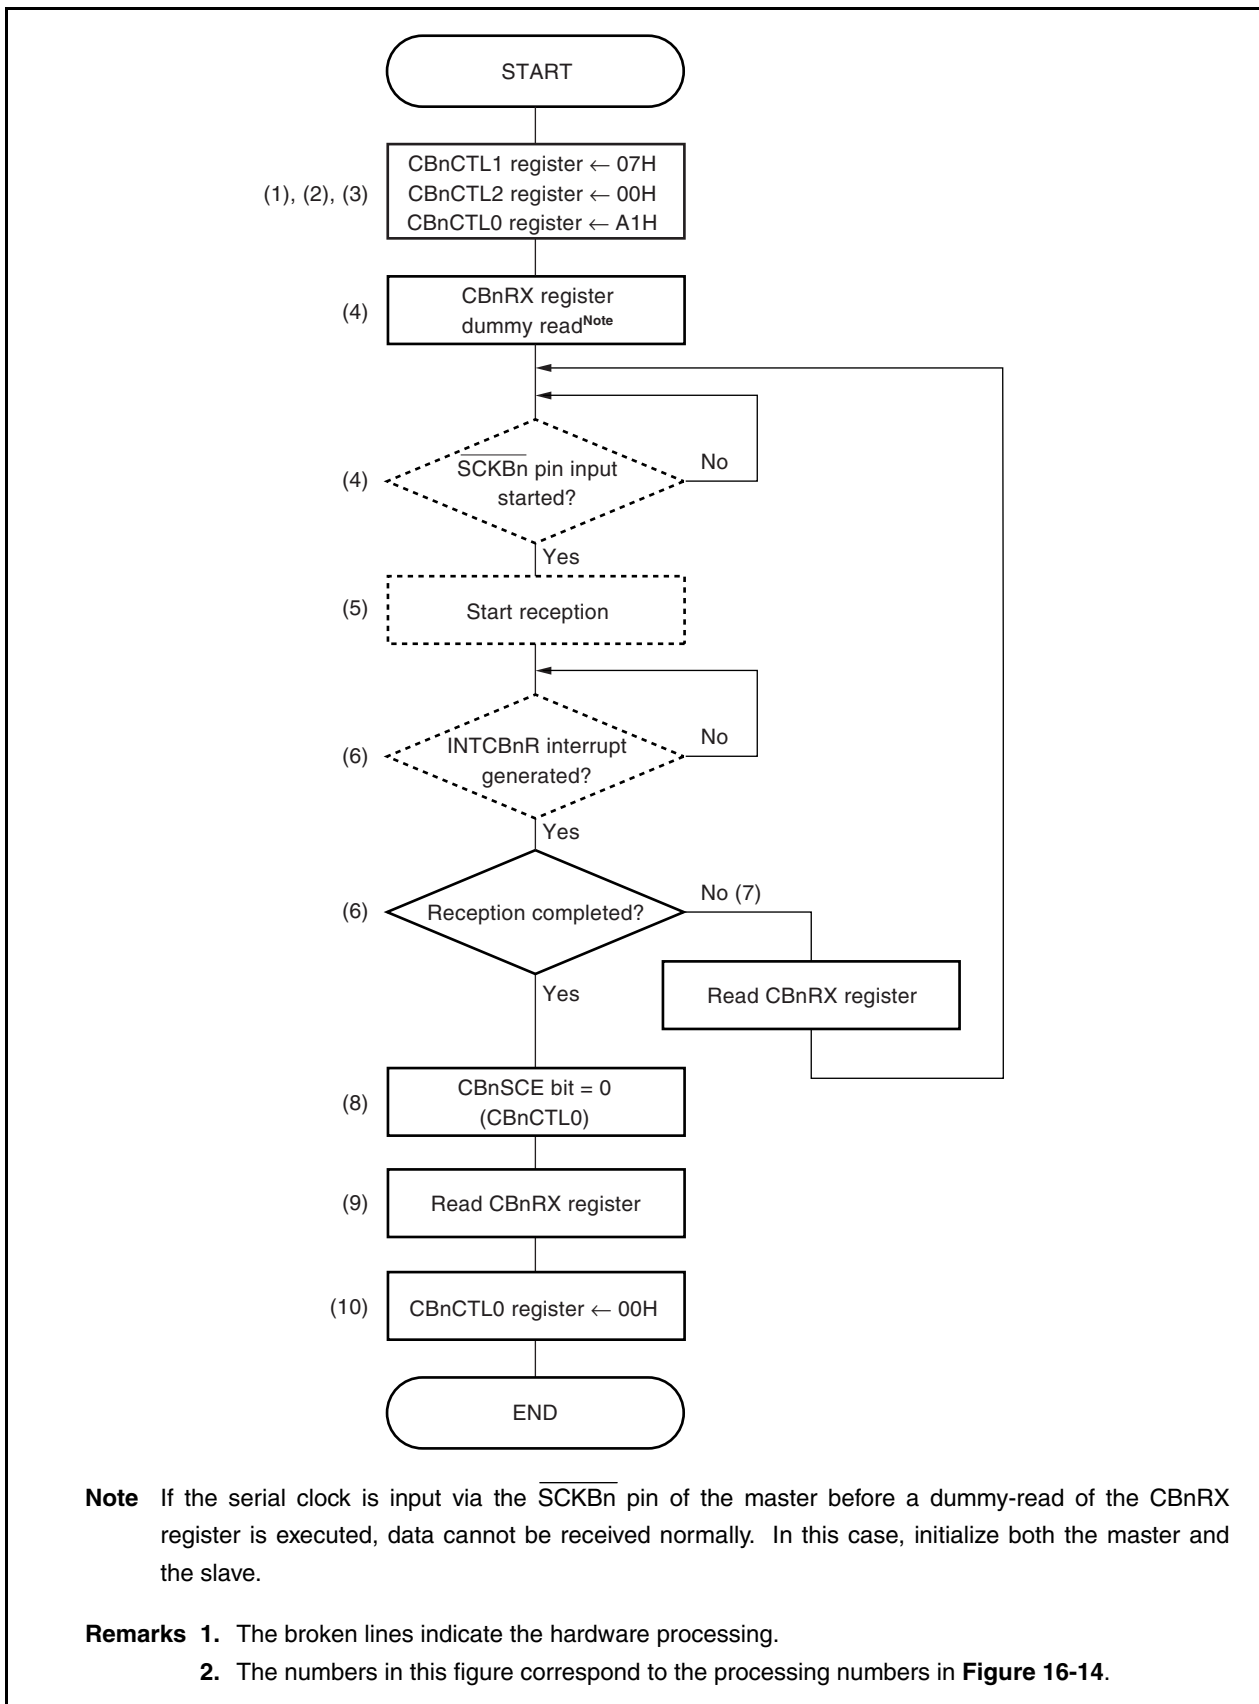 START
(1), (2), (3)
CBnCTL1 register ← 07H
CBnCTL2 register ← 00H
CBnCTL0 register ← A1H
(4)
CBnRX register
dummy readNote
(4)
SCKBn pin input
started?
No
Yes
(5)
Start reception
(6)
INTCBnR interrupt
generated?
No
Yes
(6)
Reception completed?
No (7)
Read CBnRX register
Yes
(8)
CBnSCE bit = 0
(CBnCTL0)
(9)
Read CBnRX register
(10)
CBnCTL0 register ← 00H
END
Note If the serial clock is input via the SCKBn pin of the master before a dummy-read of the CBnRX
register is executed, data cannot be received normally. In this case, initialize both the master and
the slave.
Remarks 1. The broken lines indicate the hardware processing.
2. The numbers in this figure correspond to the processing numbers in Figure 16-14.